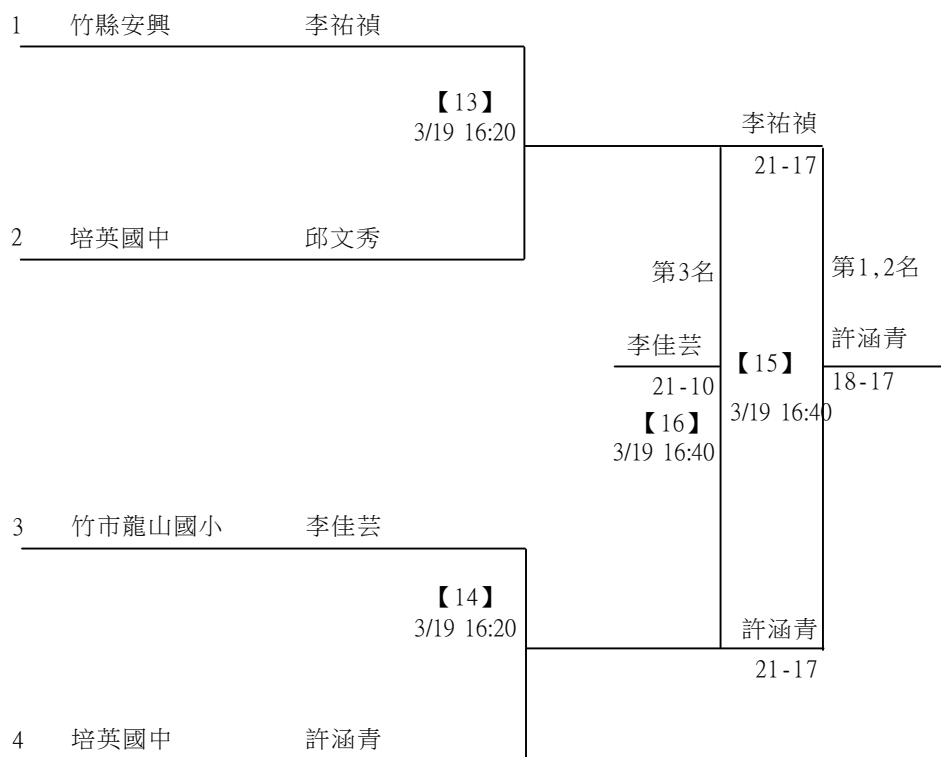 1 竹縣安興 李祐禎
【13】
3/19 16:20
李祐禎
21-17
2 培英國中 邱文秀
第3名
第1,2名
李佳芸
許涵青
【15】
21-10
18-17
【16】
3/19 16:40
3/19 16:40
3 竹市龍山國小 李佳芸
【14】
3/19 16:20
許涵青
21-17
4 培英國中 許涵青